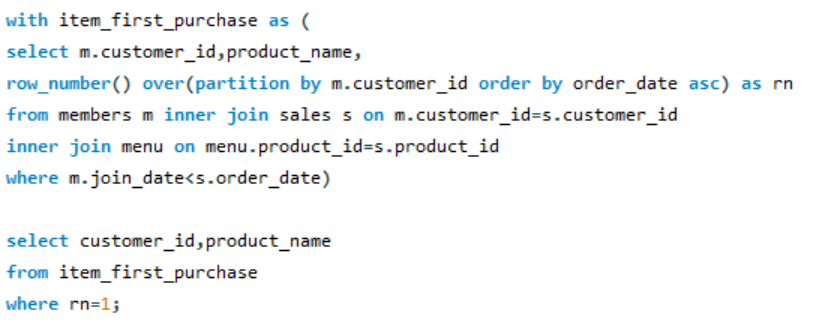 with item_first_purchase as (
select m.customer_id,product_name,
row_number() over(partition by m.customer_id order by order_date asc) as rn
from members m inner join sales s on m.customer_id=s.customer_id
inner join menu on menu.product_id=s.product_id
where m.join_date<s.order_date)
select customer_id,product_name
from item_first_purchase
where rn=1;